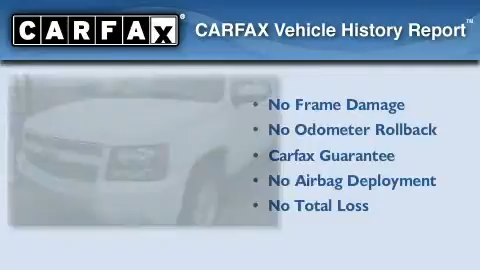 CARFAX® CARFAX Vehicle History Report™
• No Frame Damage
• No Odometer Rollback
• Carfax Guarantee
• No Airbag Deployment
• No Total Loss